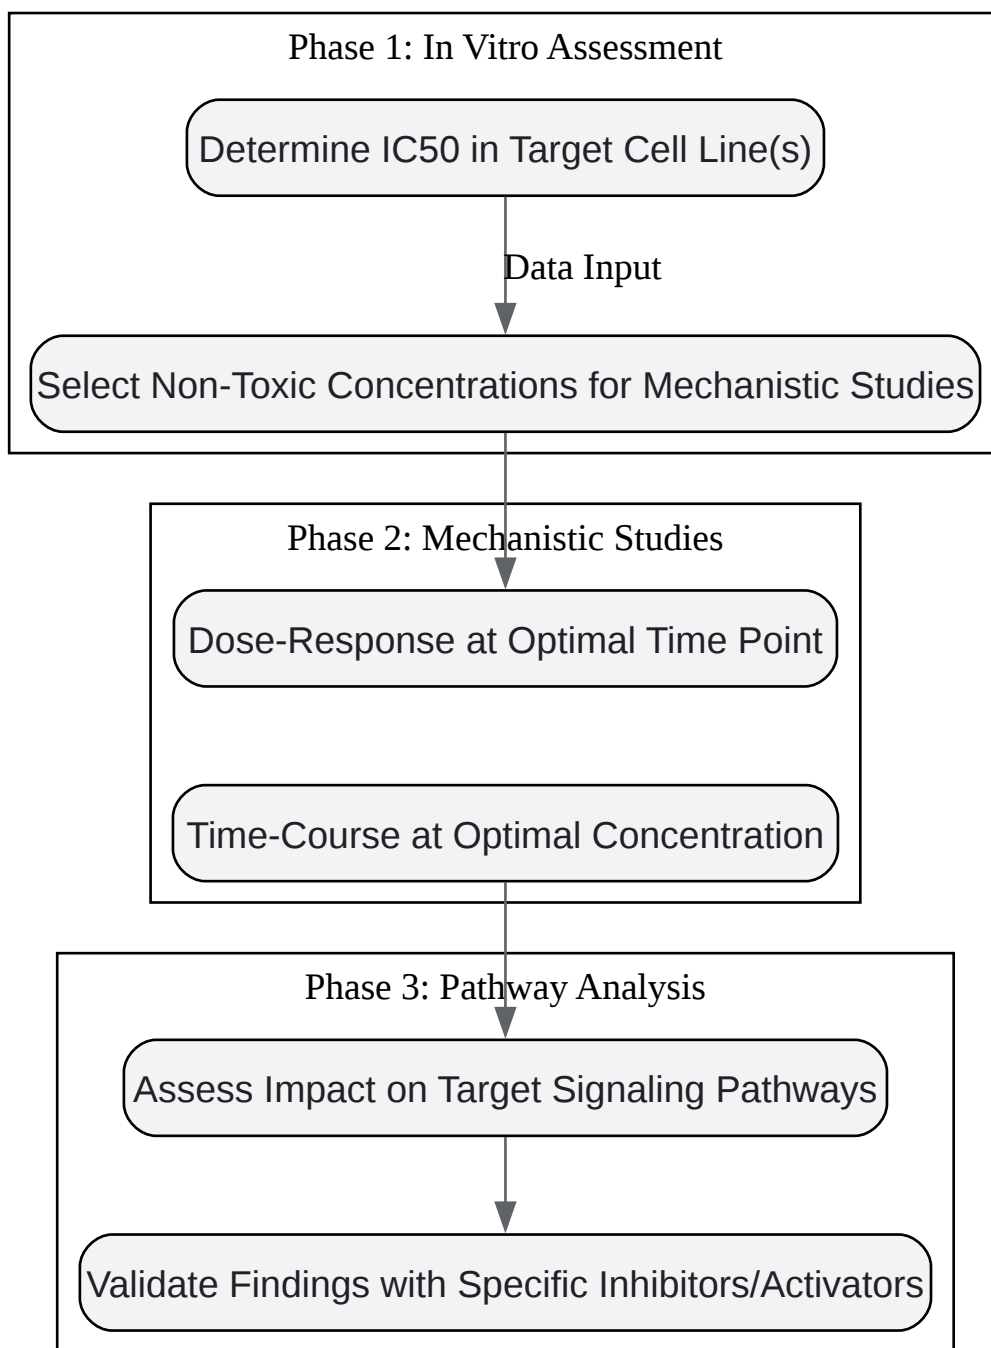 Phase 1: In Vitro Assessment
Determine IC50 in Target Cell Line(s)
Data Input
Select Non-Toxic Concentrations for Mechanistic Studies
Phase 2: Mechanistic Studies
Dose-Response at Optimal Time Point
Time-Course at Optimal Concentration
Phase 3: Pathway Analysis
Assess Impact on Target Signaling Pathways
Validate Findings with Specific Inhibitors/Activators